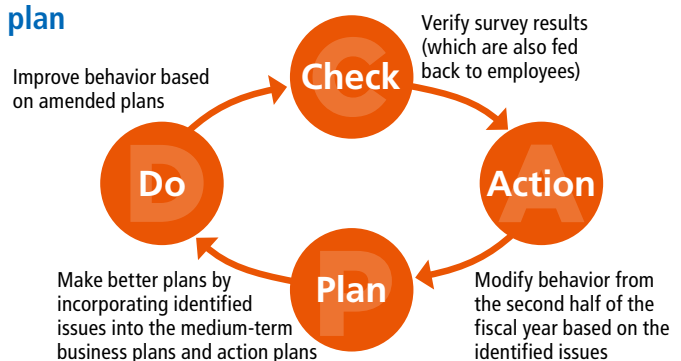 plan
Verify survey results
(which are also fed
back to employees)
Improve behavior based
on amended plans
C
Check
D
Do
A
Action
P
Plan
Make better plans by
incorporating identified
issues into the medium-term
business plans and action plans
Modify behavior from
the second half of the
fiscal year based on the
identified issues